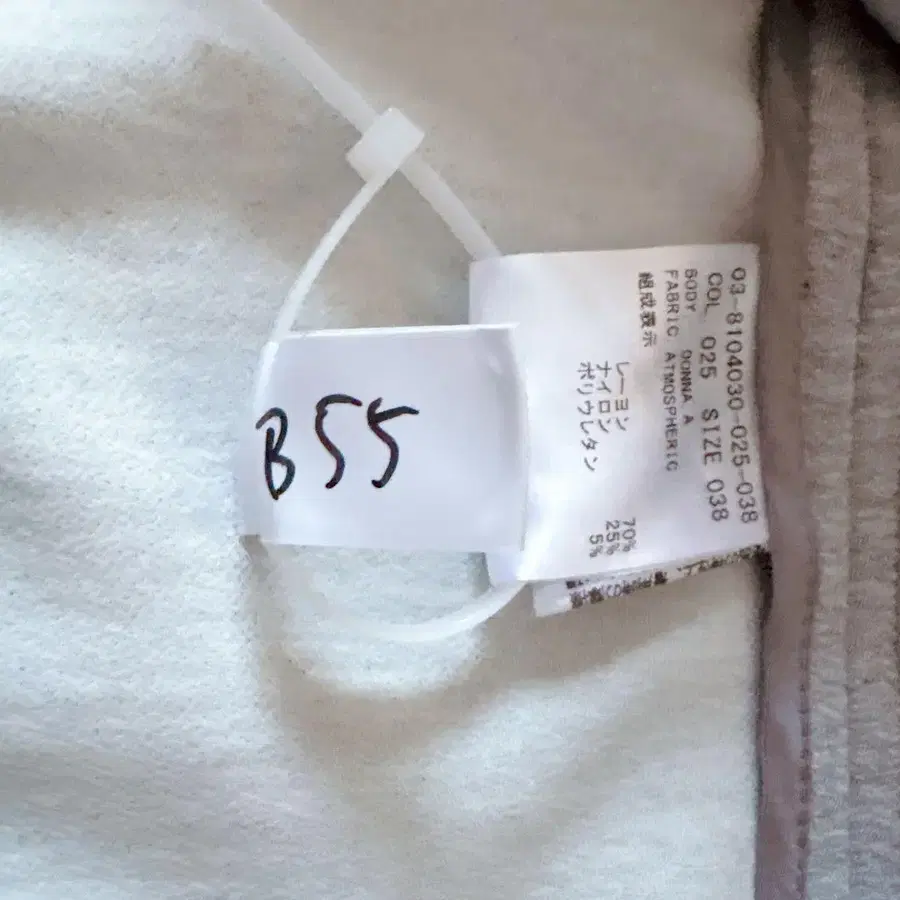 B55
03-8104030-025-038
COL 025 SIZE 038
BODY DONNA A
FABRIC ATMOSPHERIC
組成表示
レーヨン 70%
ナイロン 25%
ポリウレタン 5%